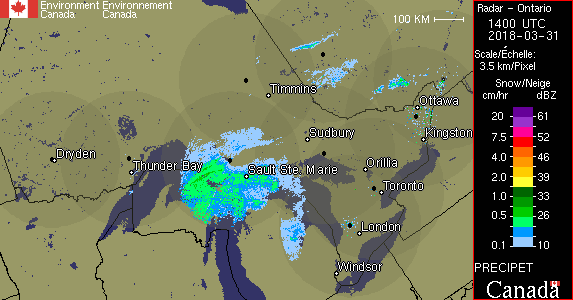 Environment Environnement
Canada Canada
100 KM
Timmins
Ottawa
Sudbury
Kingston
Dryden
Thunder Bay
Sault Ste. Marie
Orillia
Toronto
London
Windsor
Radar - Ontario
1400 UTC
2018-03-31
Scale/Échelle:
3.5 km/Pixel
Snow/Neige
cm/hr dBZ
20 61
7.5 52
4.0 46
2.0 39
1.0 33
0.5 26
0.1 10
PRECIPET
Canada